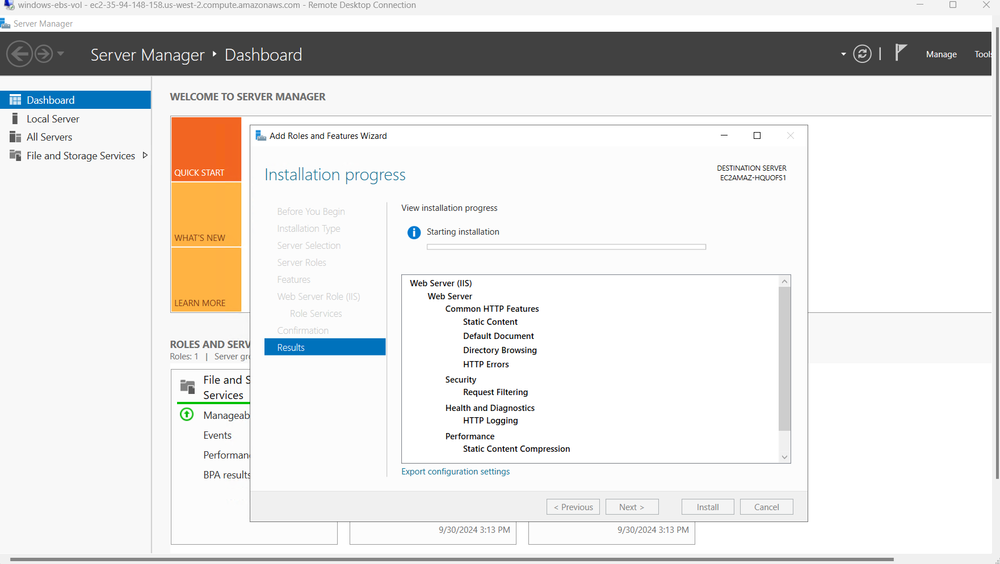 windows-ebs-vol - ec2-35-94-148-158.us-west-2.compute.amazonaws.com - Remote Desktop Connection
Server Manager
Server Manager
Dashboard
Manage
Tools
Dashboard
Local Server
All Servers
File and Storage Services
WELCOME TO SERVER MANAGER
QUICK START
WHAT'S NEW
LEARN MORE
ROLES AND SERV
Roles: 1 | Server gro
File and S
Services
Manageab
Events
Performan
BPA results
Add Roles and Features Wizard
Installation progress
DESTINATION SERVER
EC2AMAZ-HQUOFS1
Before You Begin
Installation Type
Server Selection
Server Roles
Features
Web Server Role (IIS)
Role Services
Confirmation
Results
View installation progress
Starting installation
Web Server (IIS)
Web Server
Common HTTP Features
Static Content
Default Document
Directory Browsing
HTTP Errors
Security
Request Filtering
Health and Diagnostics
HTTP Logging
Performance
Static Content Compression
Export configuration settings
< Previous
Next >
Install
Cancel
9/30/2024 3:13 PM
9/30/2024 3:13 PM